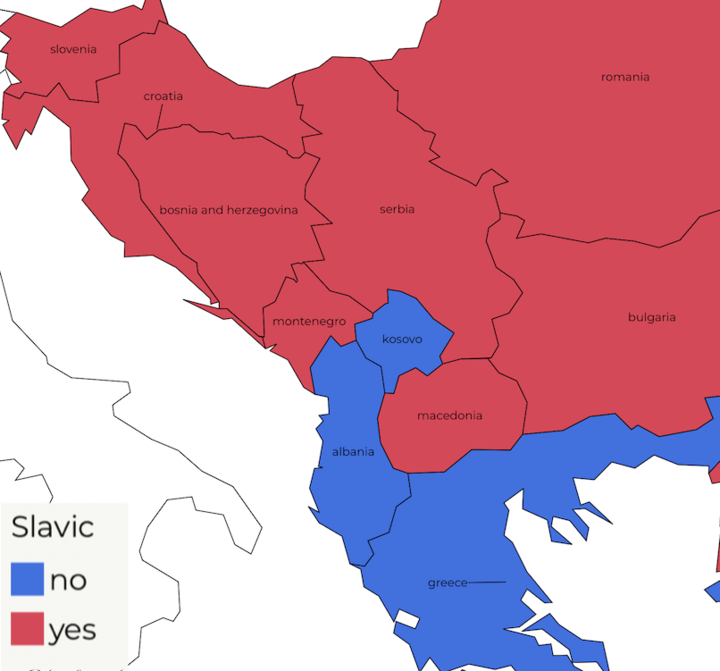 slovenia
romania
croatia
bosnia and herzegovina
serbia
montenegro
bulgaria
kosovo
macedonia
albania
greece
Slavic
no
yes